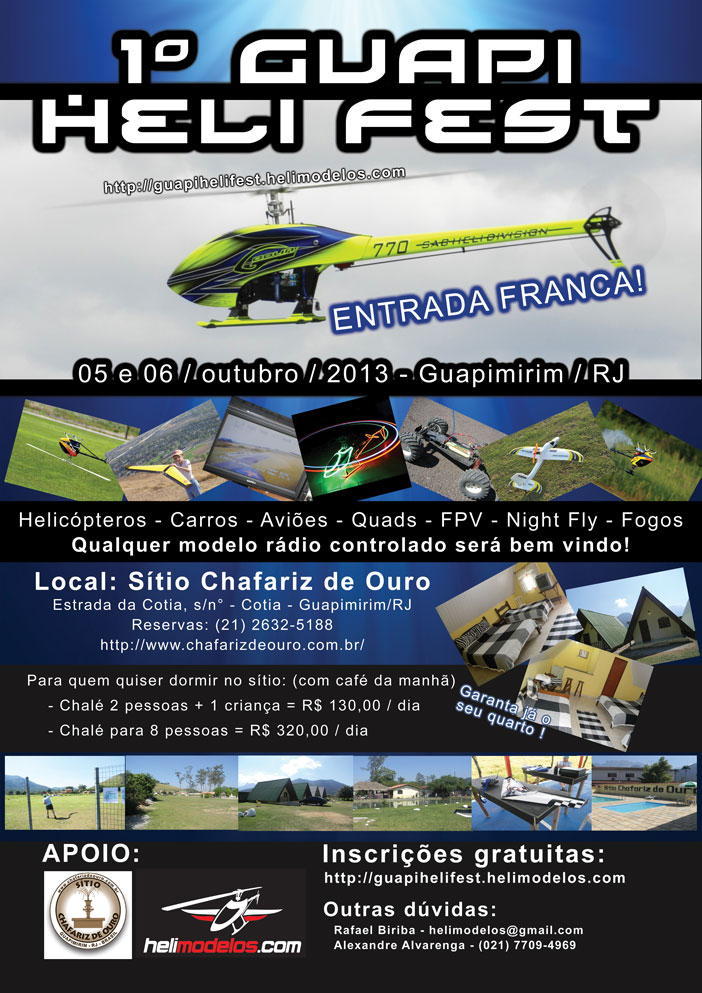 1º GUAPI
HELI FEST
http://guapihelifest.helimodelos.com
770 SAB HELI DIVISION
ENTRADA FRANCA!
05 e 06 / outubro / 2013 - Guapimirim / RJ
Helicópteros - Carros - Aviões - Quads - FPV - Night Fly - Fogos
Qualquer modelo rádio controlado será bem vindo!
Local: Sítio Chafariz de Ouro
Estrada da Cotia, s/n° - Cotia - Guapimirim/RJ
Reservas: (21) 2632-5188
http://www.chafarizdeouro.com.br/
Para quem quiser dormir no sítio: (com café da manhã)
- Chalé 2 pessoas + 1 criança = R$ 130,00 / dia
- Chalé para 8 pessoas = R$ 320,00 / dia
Garanta já o
seu quarto !
Sitio Chafariz de Ouro
APOIO:
SÍTIO
CHAFARIZ DE OURO
GUAPIMIRIM - RJ - BRASIL
helimodelos.com
Inscrições gratuitas:
http://guapihelifest.helimodelos.com
Outras dúvidas:
Rafael Biriba - helimodelos@gmail.com
Alexandre Alvarenga - (021) 7709-4969